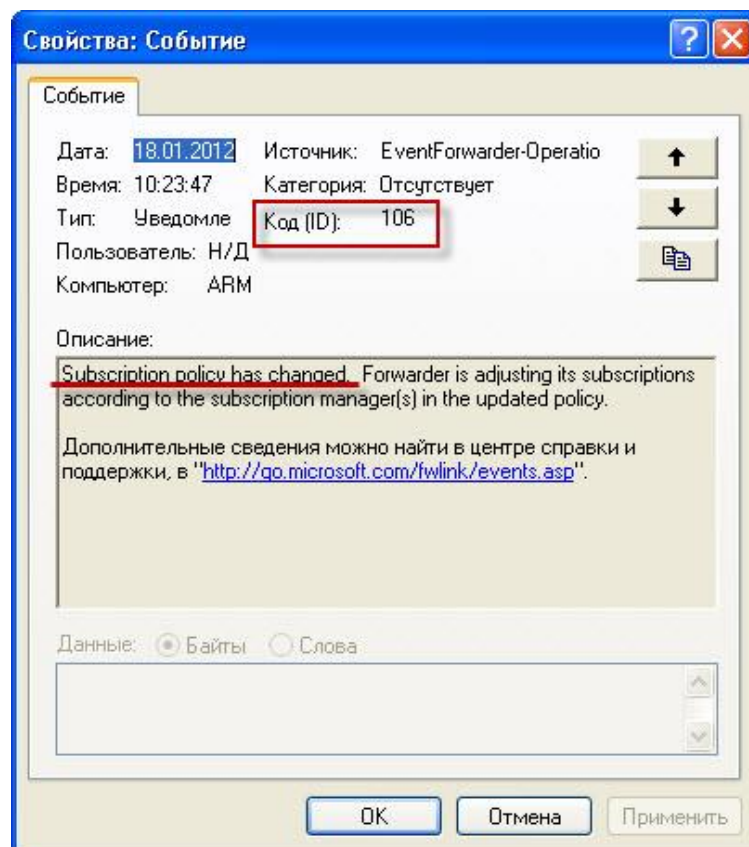 Свойства: Событие
Событие
Дата: 18.01.2012 Источник: EventForwarder-Operatio
Время: 10:23:47 Категория: Отсутствует
Тип: Уведомле Код (ID): 106
Пользователь: Н/Д
Компьютер: ARM
Описание:
Subscription policy has changed. Forwarder is adjusting its subscriptions
according to the subscription manager(s) in the updated policy.
Дополнительные сведения можно найти в центре справки и
поддержки, в "http://go.microsoft.com/fwlink/events.asp".
Данные: Байты Слова
OK Отмена Применить